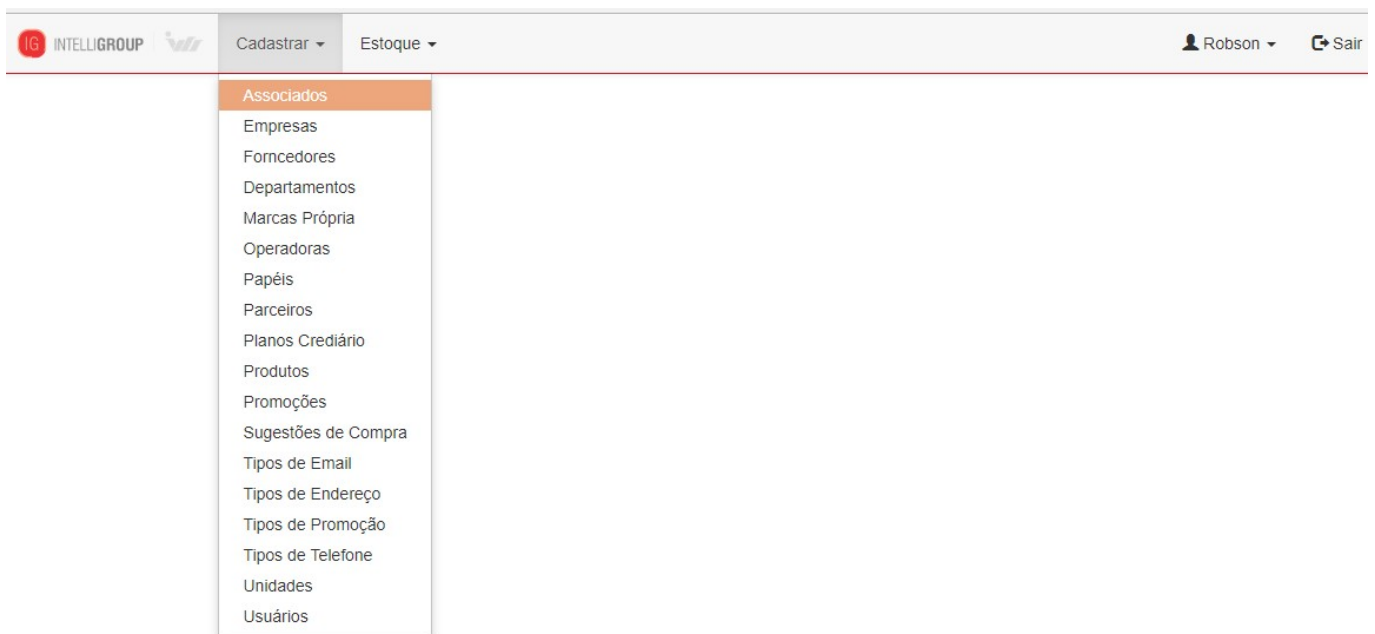 IG INTELLIGROUP Cadastrar Estoque Robson Sair
Associados
Empresas
Forncedores
Departamentos
Marcas Própria
Operadoras
Papéis
Parceiros
Planos Crediário
Produtos
Promoções
Sugestões de Compra
Tipos de Email
Tipos de Endereço
Tipos de Promoção
Tipos de Telefone
Unidades
Usuários